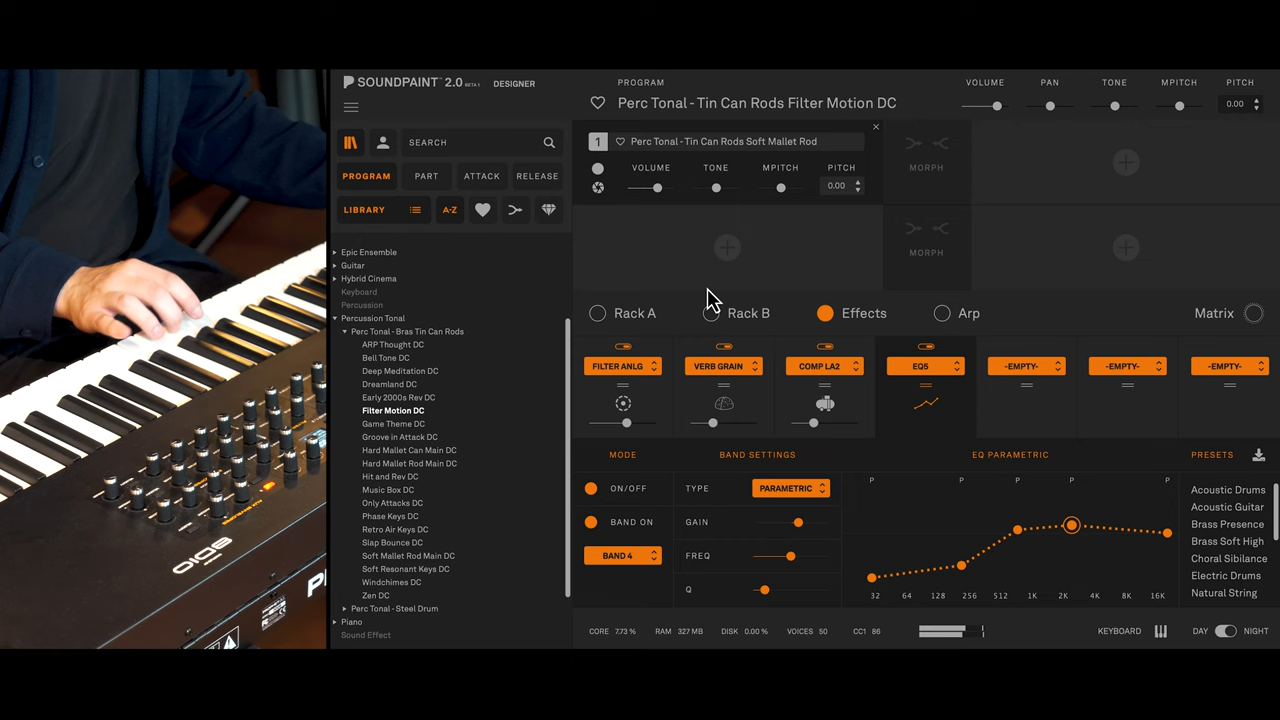 SOUNDPAINT™ 2.0 BETA 1 DESIGNER
PROGRAM
VOLUME PAN TONE MPITCH PITCH
Perc Tonal - Tin Can Rods Filter Motion DC
0.00
SEARCH
PROGRAM PART ATTACK RELEASE
LIBRARY A-Z
1 Perc Tonal - Tin Can Rods Soft Mallet Rod
VOLUME TONE MPITCH PITCH
0.00
MORPH
MORPH
Epic Ensemble
Guitar
Hybrid Cinema
Keyboard
Percussion
Percussion Tonal
Perc Tonal - Bras Tin Can Rods
ARP Thought DC
Bell Tone DC
Deep Meditation DC
Dreamland DC
Early 2000s Rev DC
Filter Motion DC
Game Theme DC
Groove in Attack DC
Hard Mallet Can Main DC
Hard Mallet Rod Main DC
Hit and Rev DC
Music Box DC
Only Attacks DC
Phase Keys DC
Retro Air Keys DC
Slap Bounce DC
Soft Mallet Rod Main DC
Soft Resonant Keys DC
Windchimes DC
Zen DC
Perc Tonal - Steel Drum
Piano
Sound Effect
Rack A Rack B Effects Arp Matrix
FILTER ANLG VERB GRAIN COMP LA2 EQ5 -EMPTY- -EMPTY- -EMPTY-
MODE BAND SETTINGS EQ PARAMETRIC PRESETS
ON/OFF
BAND ON
BAND 4
TYPE PARAMETRIC
GAIN
FREQ
Q
P P P P P
32 64 128 256 512 1K 2K 4K 8K 16K
Acoustic Drums
Acoustic Guitar
Brass Presence
Brass Soft High
Choral Sibilance
Electric Drums
Natural String
CORE 7.73 % RAM 327 MB DISK 0.00 % VOICES 50 CC1 86
KEYBOARD DAY NIGHT
8DIO